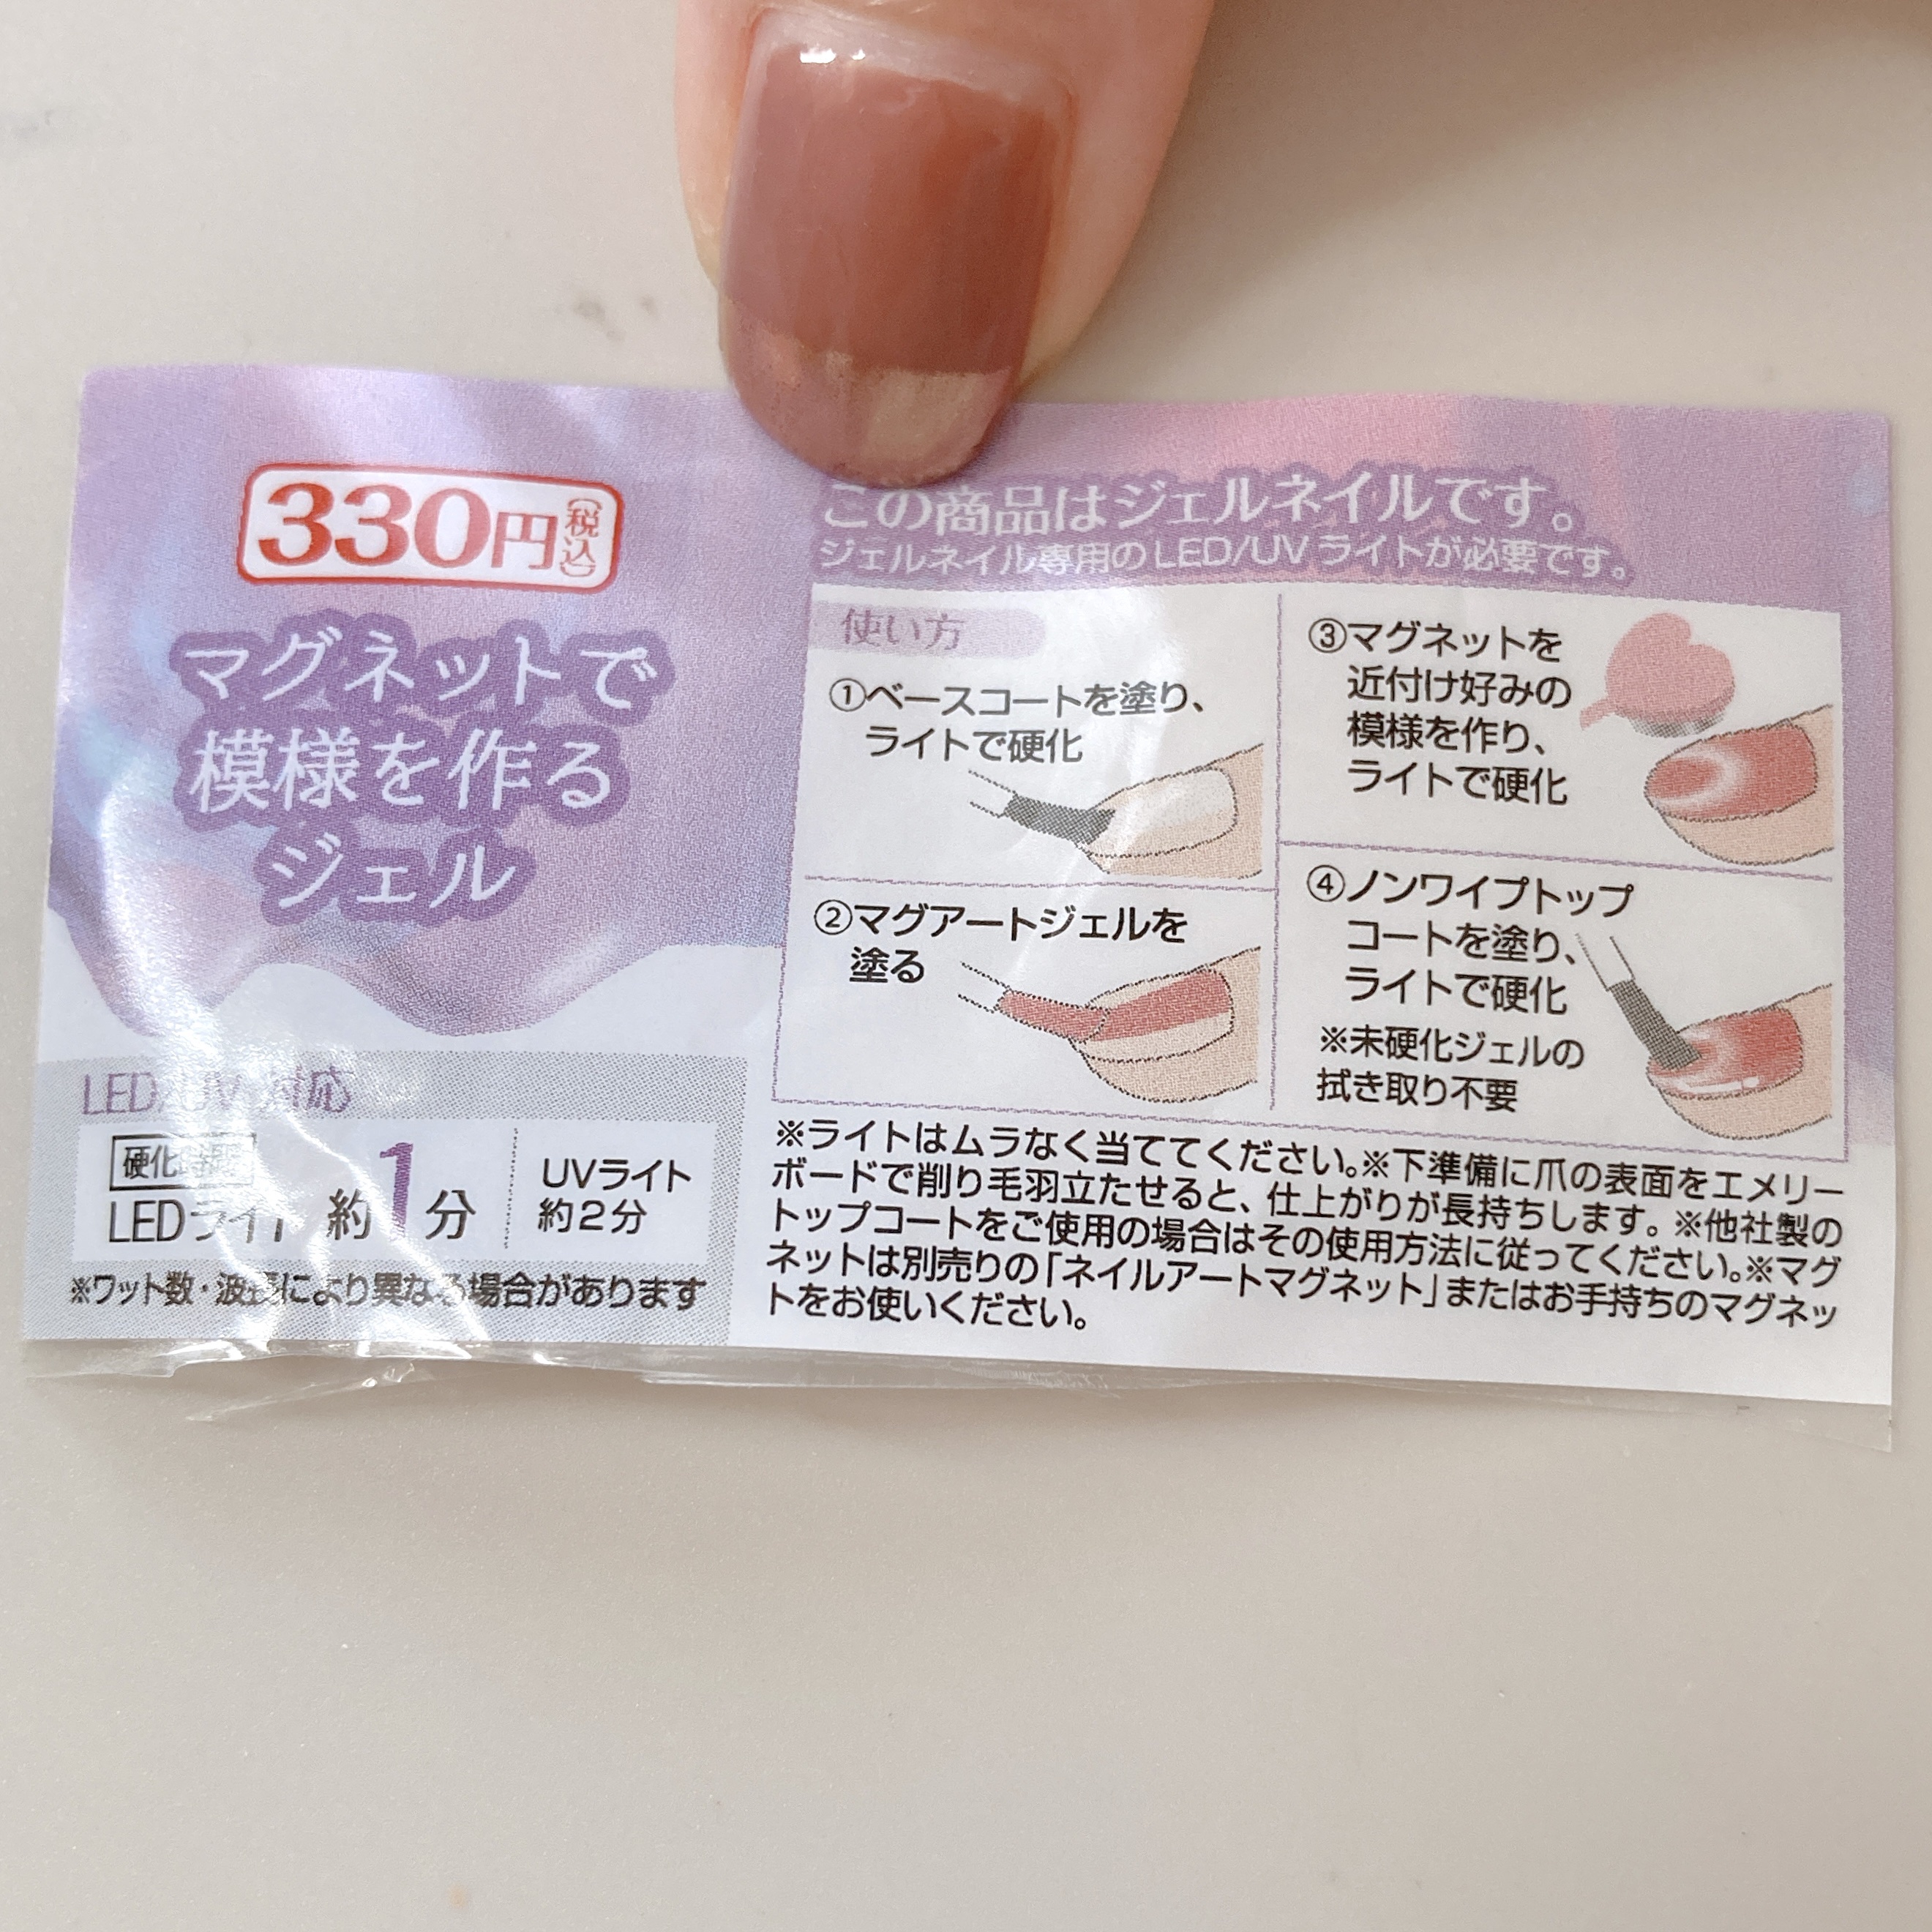 330円(税込)
マグネットで
模様を作る
ジェル
LED/UV 対応
硬化時間
LEDライト 約1分
UVライト
約2分
※ワット数・波長により異なる場合があります
この商品はジェルネイルです。
ジェルネイル専用のLED/UVライトが必要です。
使い方
①ベースコートを塗り、
ライトで硬化
②マグアートジェルを
塗る
③マグネットを
近付け好みの
模様を作り、
ライトで硬化
④ノンワイプトップ
コートを塗り、
ライトで硬化
※未硬化ジェルの
拭き取り不要
※ライトはムラなく当ててください。※下準備に爪の表面をエメリー
ボードで削り毛羽立たせると、仕上がりが長持ちします。※他社製の
トップコートをご使用の場合はその使用方法に従ってください。※マグ
ネットは別売りの「ネイルアートマグネット」またはお手持ちのマグネッ
トをお使いください。